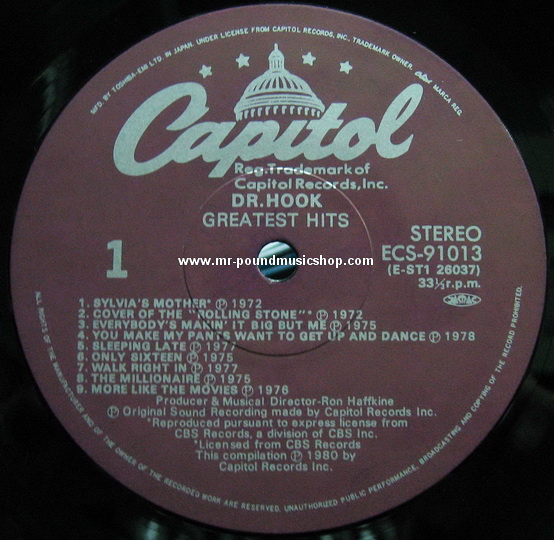 MFD. BY TOSHIBA-EMI LTD. IN JAPAN. UNDER LICENSE FROM CAPITOL RECORDS, INC., TRADEMARK OWNER. Capitol MARCA REG.
Capitol
Reg. Trademark of
Capitol Records, Inc.
DR. HOOK
GREATEST HITS
1
STEREO
ECS-91013
(E-ST1 26037)
33⅓ r.p.m.
www.mr-poundmusicshop.com
1. SYLVIA'S MOTHER* Ⓟ 1972
2. COVER OF THE "ROLLING STONE"* Ⓟ 1972
3. EVERYBODY'S MAKIN' IT BIG BUT ME Ⓟ 1975
4. YOU MAKE MY PANTS WANT TO GET UP AND DANCE Ⓟ 1978
5. SLEEPING LATE Ⓟ 1977
6. ONLY SIXTEEN Ⓟ 1975
7. WALK RIGHT IN Ⓟ 1977
8. THE MILLIONAIRE Ⓟ 1975
9. MORE LIKE THE MOVIES Ⓟ 1976
Producer & Musical Director-Ron Haffkine
Ⓟ Original Sound Recording made by Capitol Records Inc.
*Reproduced pursuant to express license from
CBS Records, a division of CBS Inc.
*Licensed from CBS Records
This compilation Ⓟ 1980 by
Capitol Records Inc.
ALL RIGHTS OF THE MANUFACTURER AND OF THE OWNER OF THE RECORDED WORK ARE RESERVED. UNAUTHORIZED PUBLIC PERFORMANCE, BROADCASTING AND COPYING OF THE RECORD PROHIBITED.